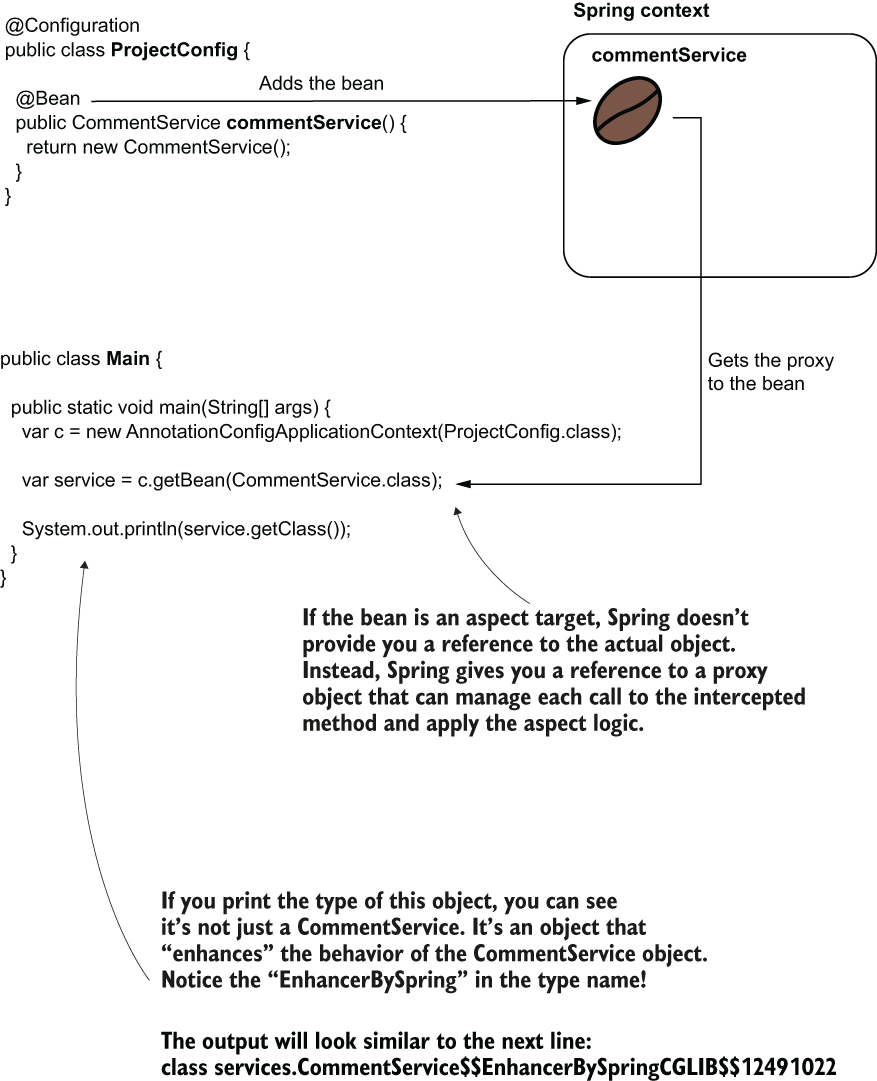 @Configuration
public class ProjectConfig {
@Bean
public CommentService commentService() {
return new CommentService();
}
}
Adds the bean
Spring context
commentService
Gets the proxy
to the bean
public class Main {
public static void main(String[] args) {
var c = new AnnotationConfigApplicationContext(ProjectConfig.class);
var service = c.getBean(CommentService.class);
System.out.println(service.getClass());
}
}
If the bean is an aspect target, Spring doesn’t
provide you a reference to the actual object.
Instead, Spring gives you a reference to a proxy
object that can manage each call to the intercepted
method and apply the aspect logic.
If you print the type of this object, you can see
it’s not just a CommentService. It’s an object that
“enhances” the behavior of the CommentService object.
Notice the “EnhancerBySpring” in the type name!
The output will look similar to the next line:
class services.CommentService$$EnhancerBySpringCGLIB$$12491022